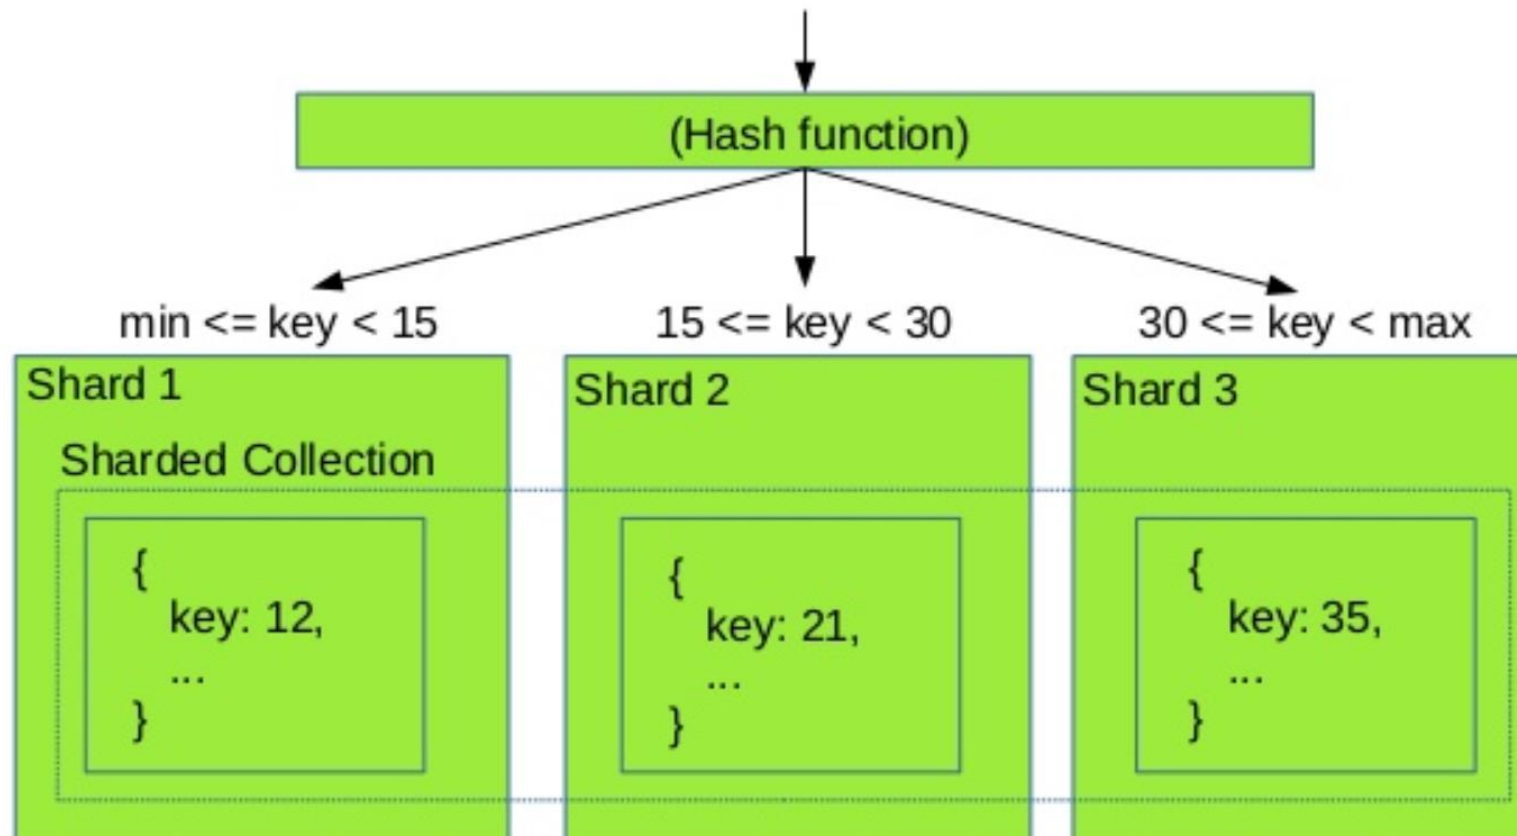 (Hash function)
min <= key < 15
15 <= key < 30
30 <= key < max
Shard 1
Shard 2
Shard 3
Sharded Collection
{
key: 12,
...
}
{
key: 21,
...
}
{
key: 35,
...
}